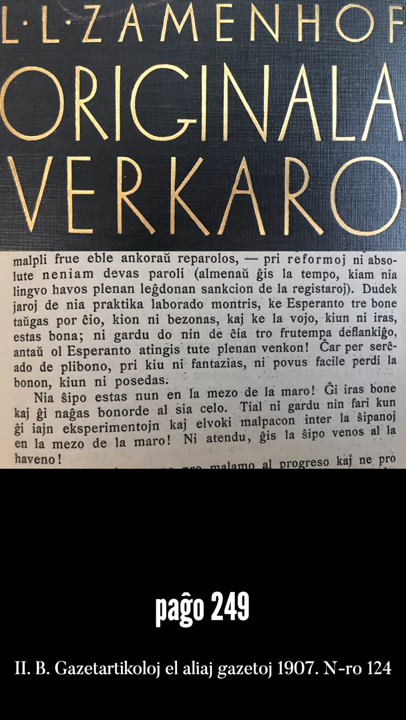 L·L·ZAMENHOF
ORIGINALA
VERKARO
malpli frue eble ankoraŭ reparolos, — pri reformoj ni abso-
lute neniam devas paroli (almenaŭ ĝis la tempo, kiam nia
lingvo havos plenan leĝdonan sankcion de la registaroj). Dudek
jaroj de nia praktika laborado montris, ke Esperanto tre bone
taŭgas por ĉio, kion ni bezonas, kaj ke la vojo, kiun ni iras,
estas bona; ni gardu do nin de ĉia tro frutempa deflankiĝo,
antaŭ ol Esperanto atingis tute plenan venkon! Ĉar per serĉ-
ado de plibono, pri kiu ni fantazias, ni povus facile perdi la
bonon, kiun ni posedas.
Nia ŝipo estas nun en la mezo de la maro! Ĝi iras bone
kaj ĝi naĝas bonorde al sia celo. Tial ni gardu nin fari kun
ĝi iajn eksperimentojn kaj elvoki malpacon inter la ŝipanoj
en la mezo de la maro! Ni atendu, ĝis la ŝipo venos al la
haveno!
pro malamo al progreso kaj ne pro
paĝo 249
II. B. Gazetartikoloj el aliaj gazetoj 1907. N-ro 124